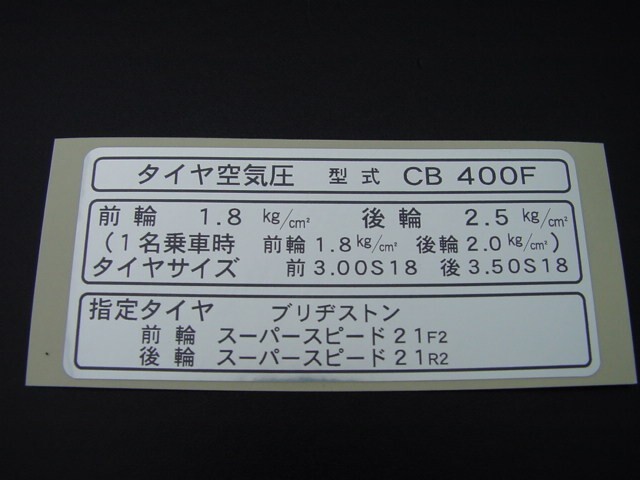 タイヤ空気圧 型式 CB 400F
前輪 1.8 kg/cm² 後輪 2.5 kg/cm²
(1名乗車時 前輪1.8kg/cm² 後輪2.0kg/cm²)
タイヤサイズ 前3.00S18 後3.50S18
指定タイヤ ブリヂストン
前輪 スーパースピード21F2
後輪 スーパースピード21R2